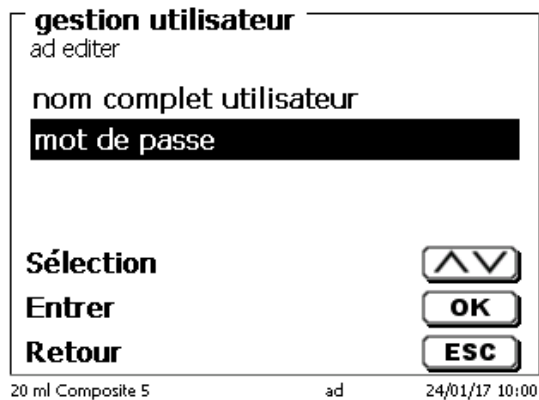 gestion utilisateur
ad editer
nom complet utilisateur
mot de passe
Sélection
Entrer OK
Retour ESC
20 ml Composite 5 ad 24/01/17 10:00